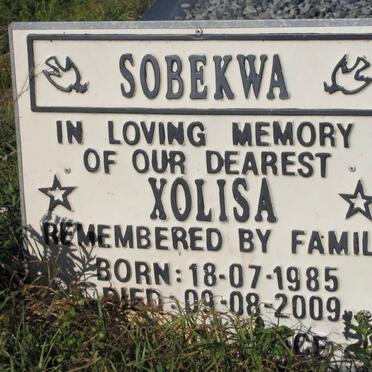 SOBEKWA
IN LOVING MEMORY
OF OUR DEAREST
XOLISA
REMEMBERED BY FAMIL
BORN: 18-07-1985
DIED: 09-08-2009